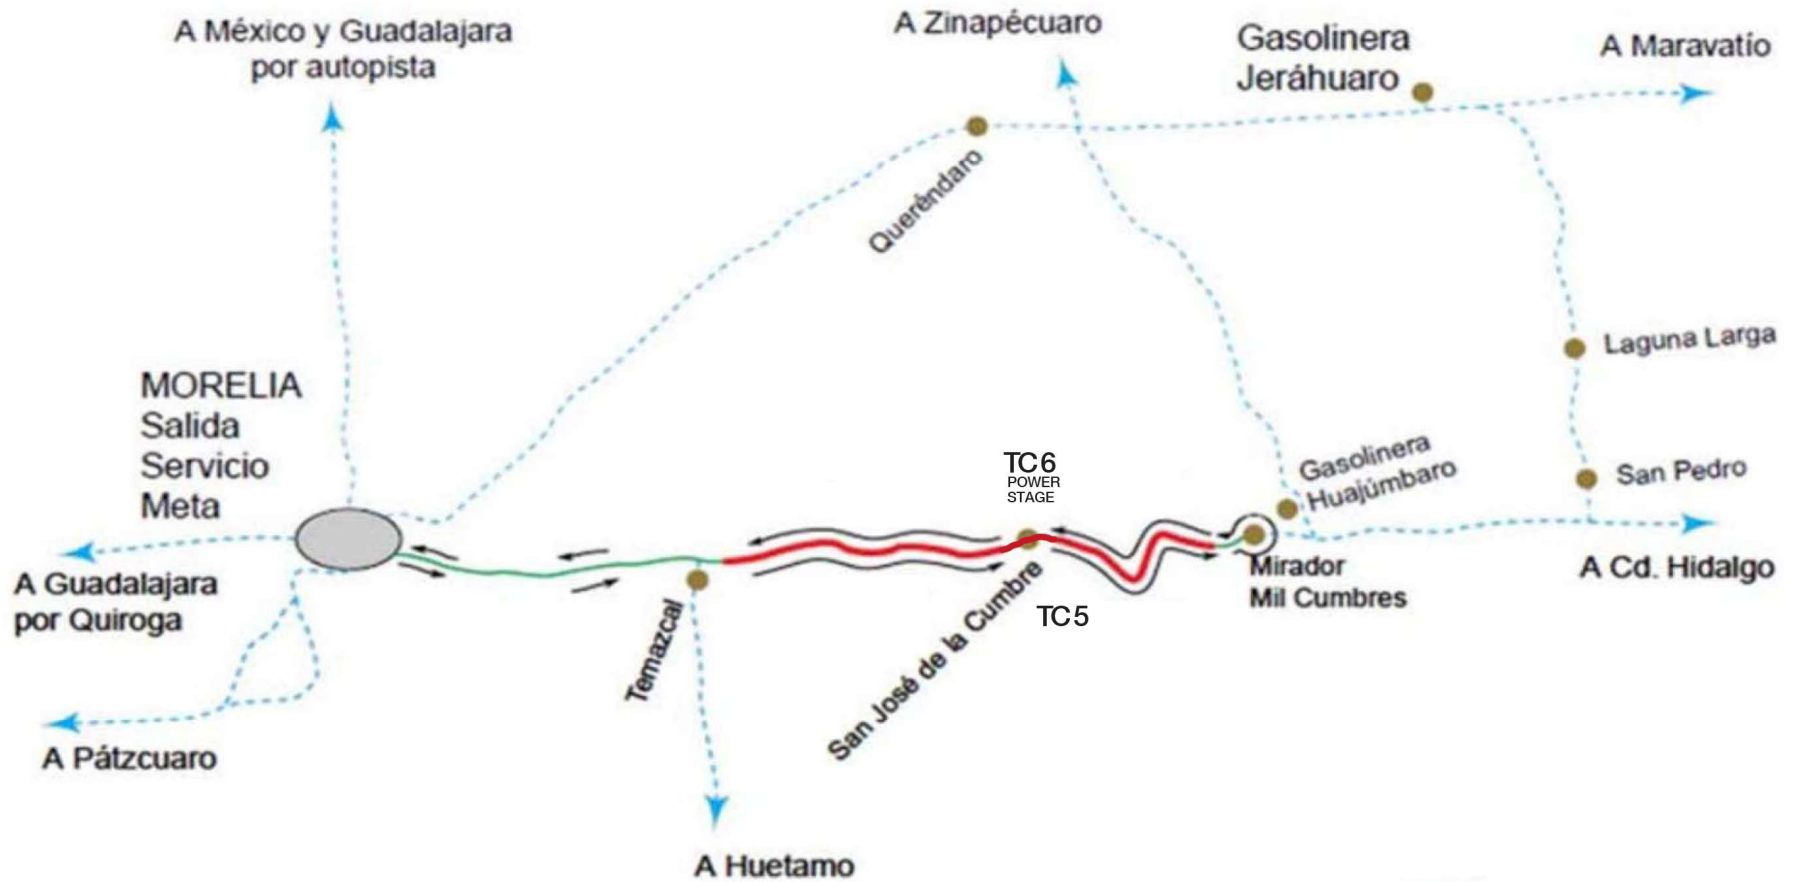 A México y Guadalajara
por autopista
A Zinapécuaro
Gasolinera
Jeráhuaro
A Maravatío
Queréndaro
Laguna Larga
MORELIA
Salida
Servicio
Meta
TC6
POWER
STAGE
Gasolinera
Huajúmbaro
San Pedro
A Guadalajara
por Quiroga
Temazcal
San José de la Cumbre
TC5
Mirador
Mil Cumbres
A Cd. Hidalgo
A Pátzcuaro
A Huetamo